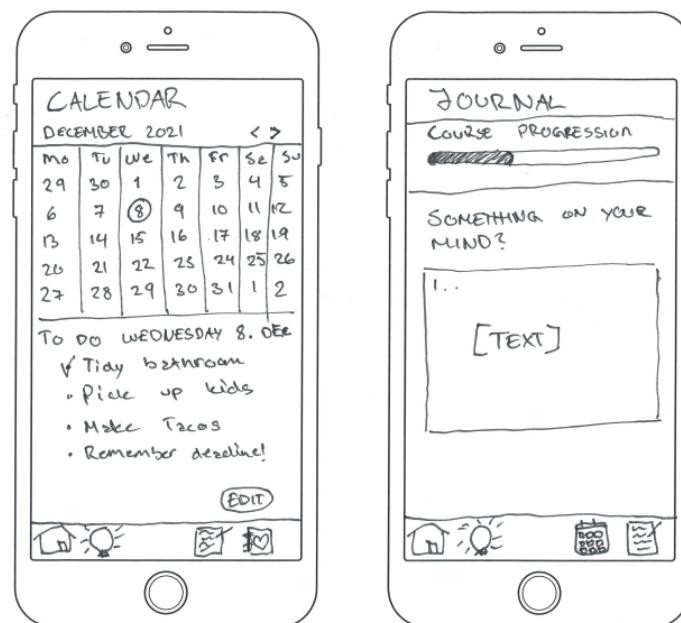 CALENDAR
DECEMBER 2021 < >
Mo Tu We Th Fr Sa Su
29 30 1 2 3 4 5
6 7 8 9 10 11 12
13 14 15 16 17 18 19
20 21 22 23 24 25 26
27 28 29 30 31 1 2
TO DO WEDNESDAY 8. DEC
✓ Tidy bathroom
• Pick up kids
• Make Tacos
• Remember deadline!
EDIT
JOURNAL
COURSE PROGRESSION
SOMETHING ON YOUR
MIND?
I..
[TEXT]